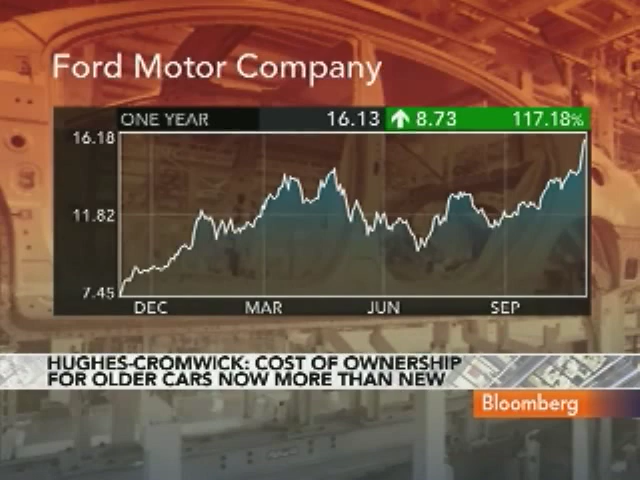 Ford Motor Company
ONE YEAR 16.13 8.73 117.18%
16.18
11.82
7.45
DEC MAR JUN SEP
HUGHES-CROMWICK: COST OF OWNERSHIP
FOR OLDER CARS NOW MORE THAN NEW
Bloomberg